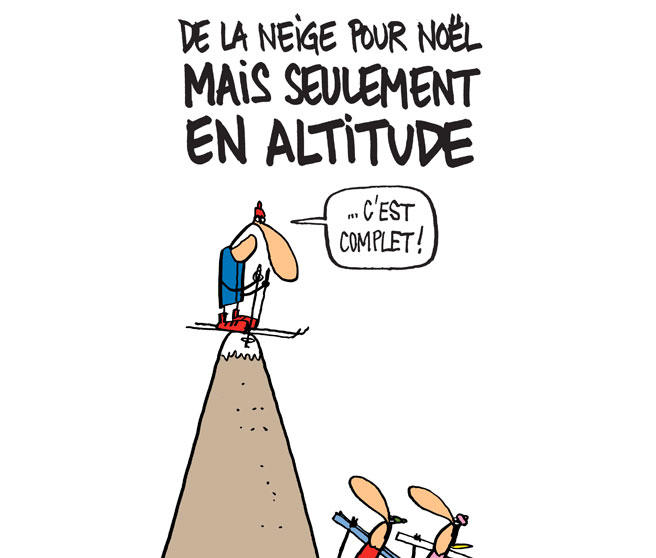 DE LA NEIGE POUR NOËL
MAIS SEULEMENT
EN ALTITUDE
... C'EST
COMPLET !